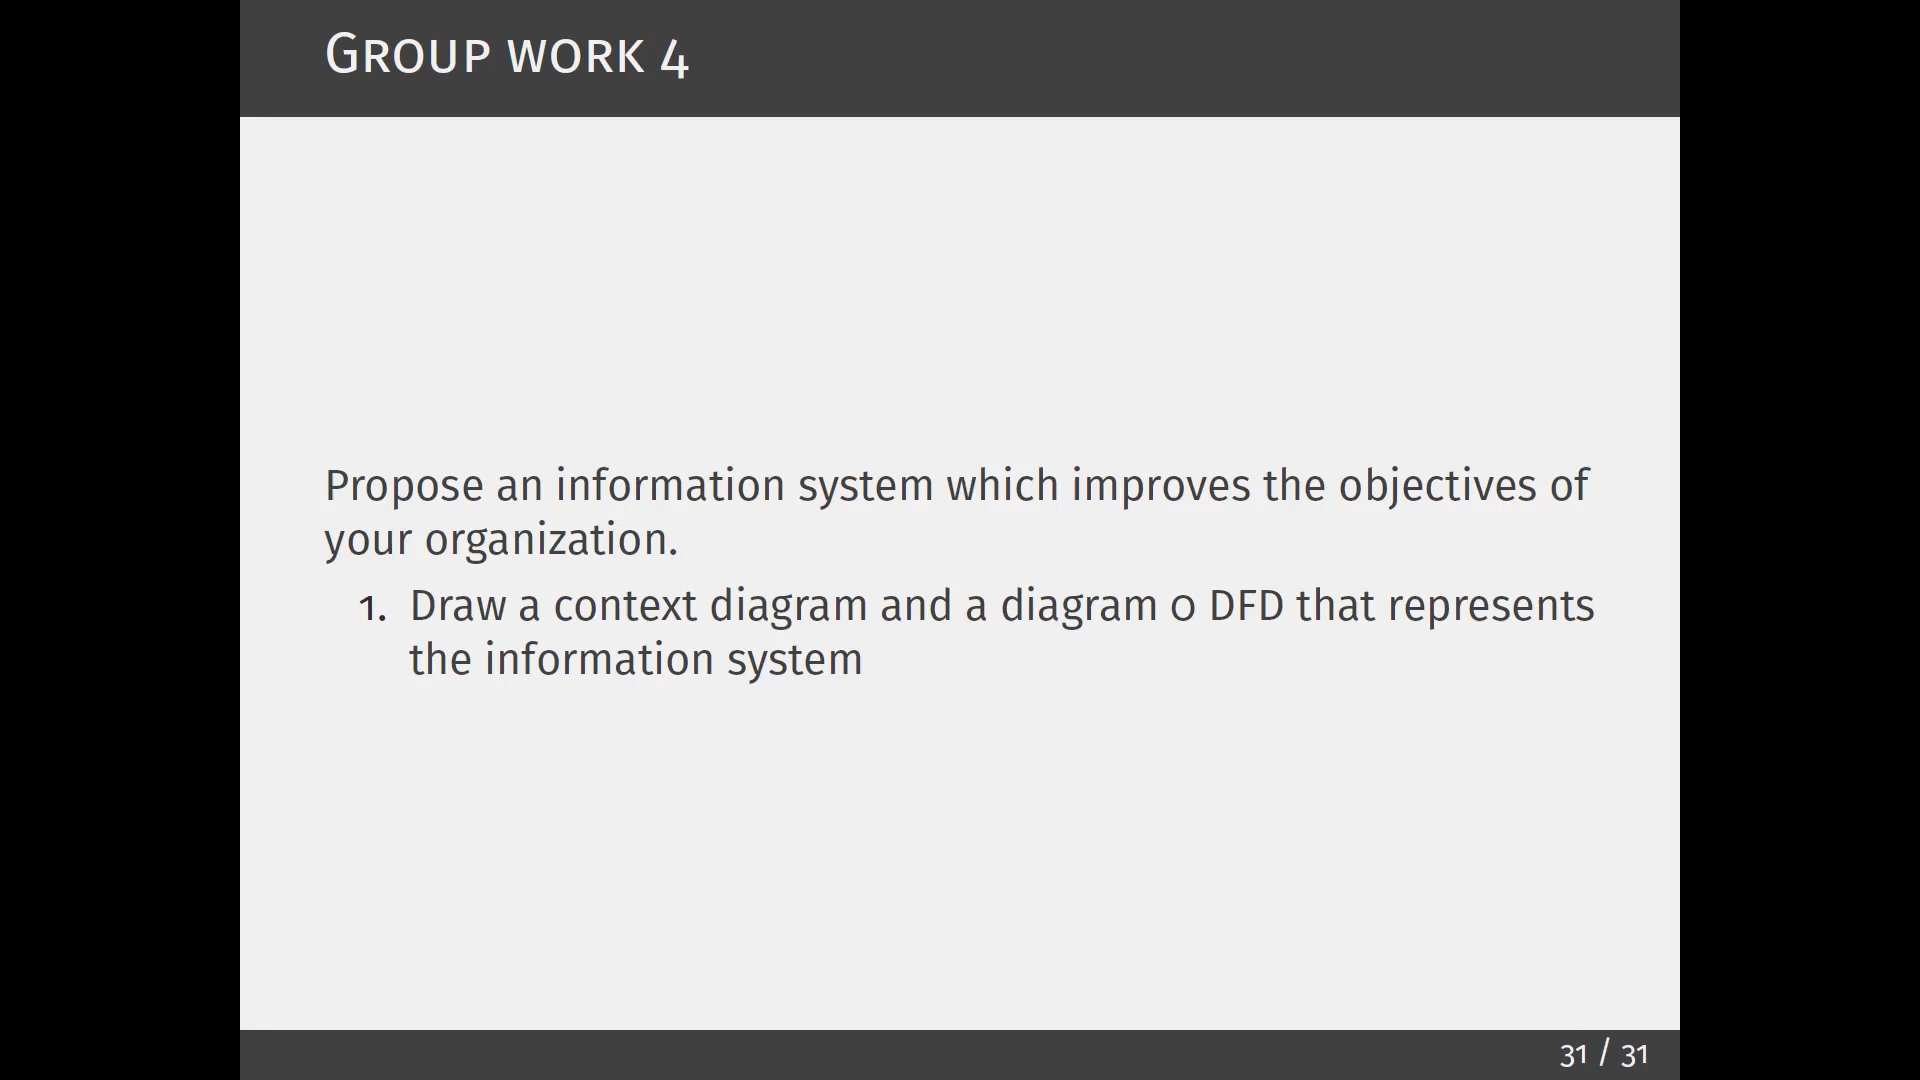 Group work 4
Propose an information system which improves the objectives of
your organization.
1. Draw a context diagram and a diagram 0 DFD that represents
the information system
31 / 31